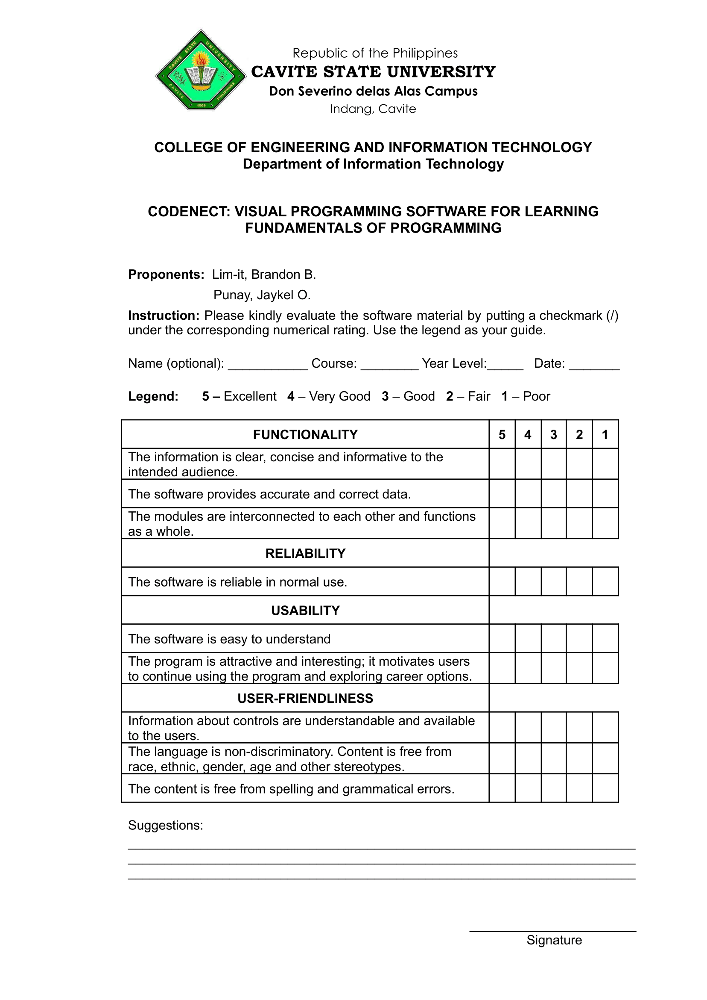 CAVITE STATE UNIVERSITY
CAVITE PHILIPPINES
1906
Republic of the Philippines
CAVITE STATE UNIVERSITY
Don Severino delas Alas Campus
Indang, Cavite
COLLEGE OF ENGINEERING AND INFORMATION TECHNOLOGY
Department of Information Technology
CODENECT: VISUAL PROGRAMMING SOFTWARE FOR LEARNING
FUNDAMENTALS OF PROGRAMMING
Proponents: Lim-it, Brandon B.
Punay, Jaykel O.
Instruction: Please kindly evaluate the software material by putting a checkmark (/)
under the corresponding numerical rating. Use the legend as your guide.
Name (optional): ___________ Course: ________ Year Level:_____ Date: _______
Legend: 5 – Excellent 4 – Very Good 3 – Good 2 – Fair 1 – Poor
FUNCTIONALITY 5 4 3 2 1
The information is clear, concise and informative to the
intended audience.
The software provides accurate and correct data.
The modules are interconnected to each other and functions
as a whole.
RELIABILITY
The software is reliable in normal use.
USABILITY
The software is easy to understand
The program is attractive and interesting; it motivates users
to continue using the program and exploring career options.
USER-FRIENDLINESS
Information about controls are understandable and available
to the users.
The language is non-discriminatory. Content is free from
race, ethnic, gender, age and other stereotypes.
The content is free from spelling and grammatical errors.
Suggestions:
Signature